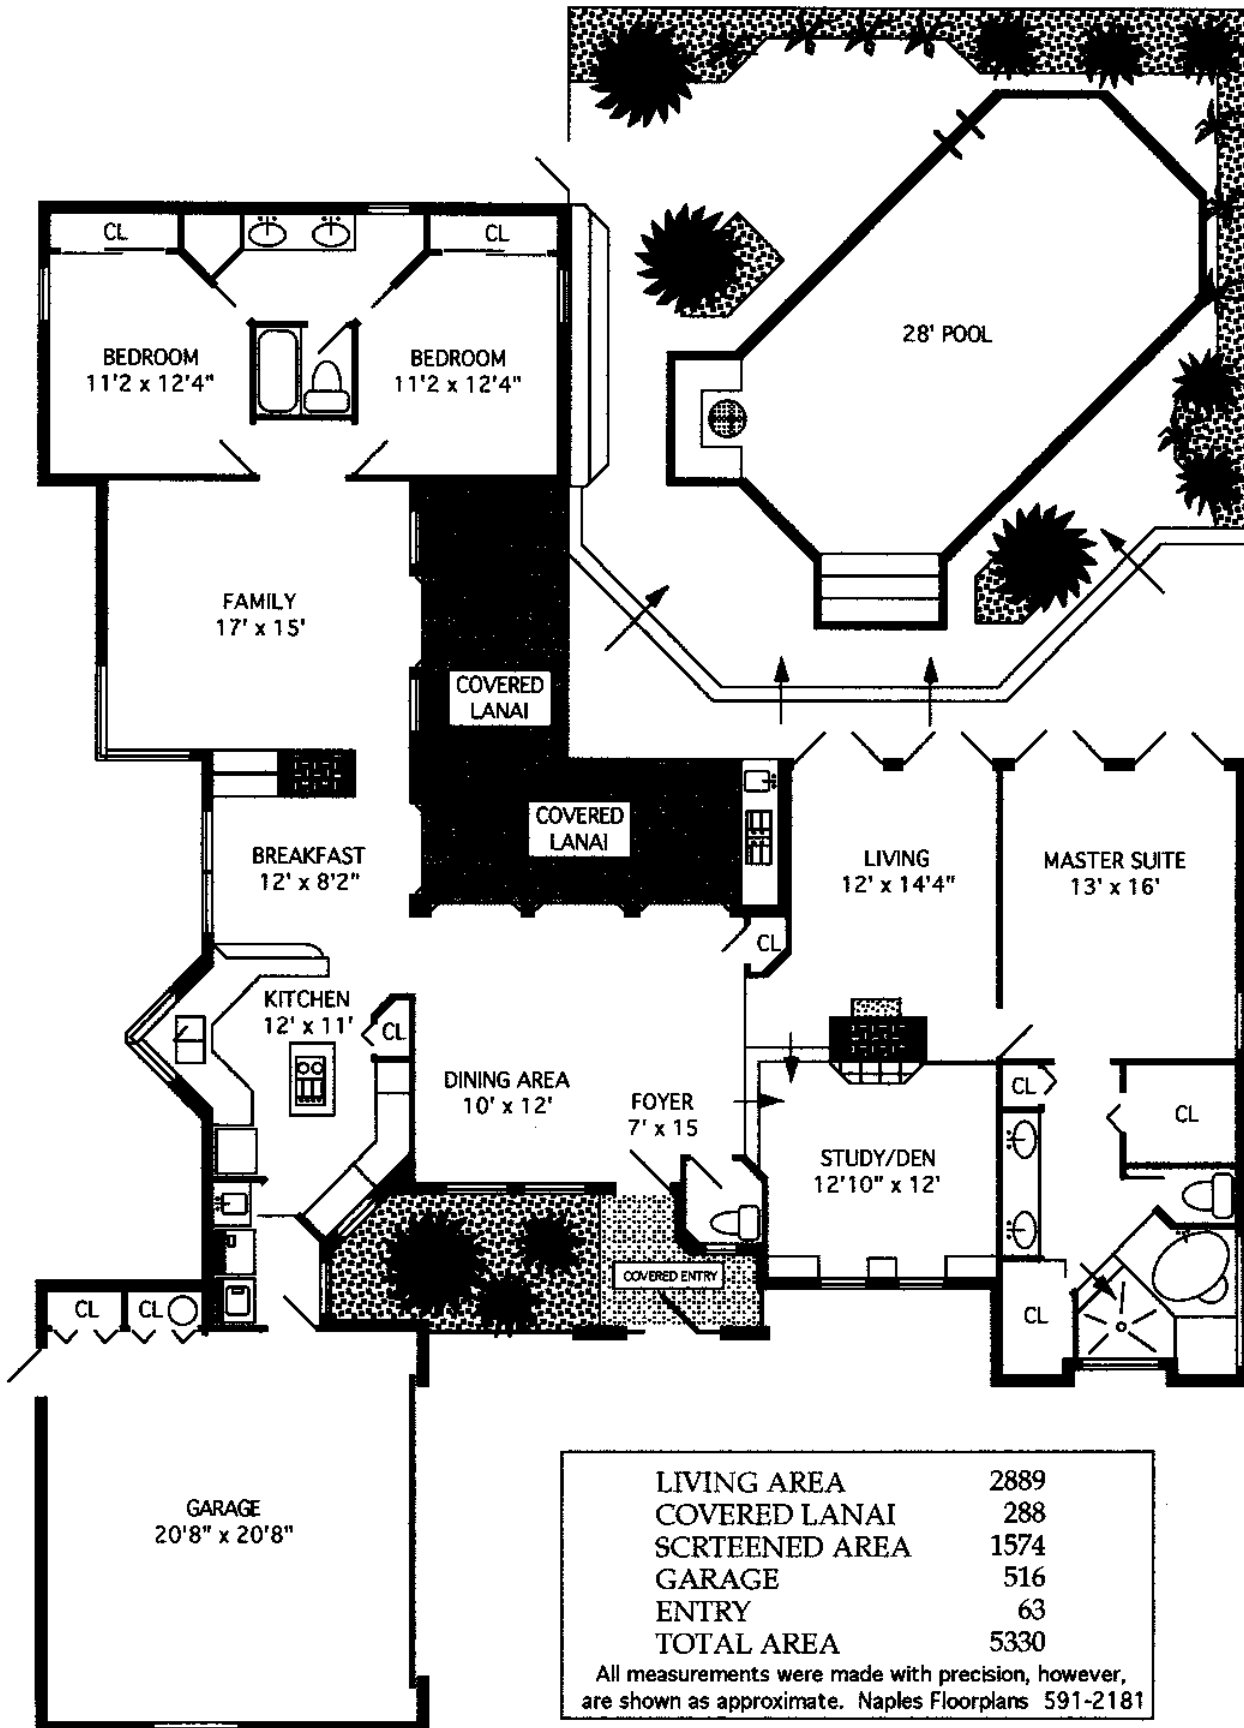 CL
CL
BEDROOM
11'2 x 12'4"
BEDROOM
11'2 x 12'4"
28' POOL
FAMILY
17' x 15'
COVERED
LANAI
COVERED
LANAI
BREAKFAST
12' x 8'2"
LIVING
12' x 14'4"
MASTER SUITE
13' x 16'
CL
KITCHEN
12' x 11'
CL
DINING AREA
10' x 12'
FOYER
7' x 15
CL
CL
STUDY/DEN
12'10" x 12'
COVERED ENTRY
CL
CL
CL
GARAGE
20'8" x 20'8"
LIVING AREA 2889
COVERED LANAI 288
SCRTEENED AREA 1574
GARAGE 516
ENTRY 63
TOTAL AREA 5330
All measurements were made with precision, however,
are shown as approximate. Naples Floorplans 591-2181